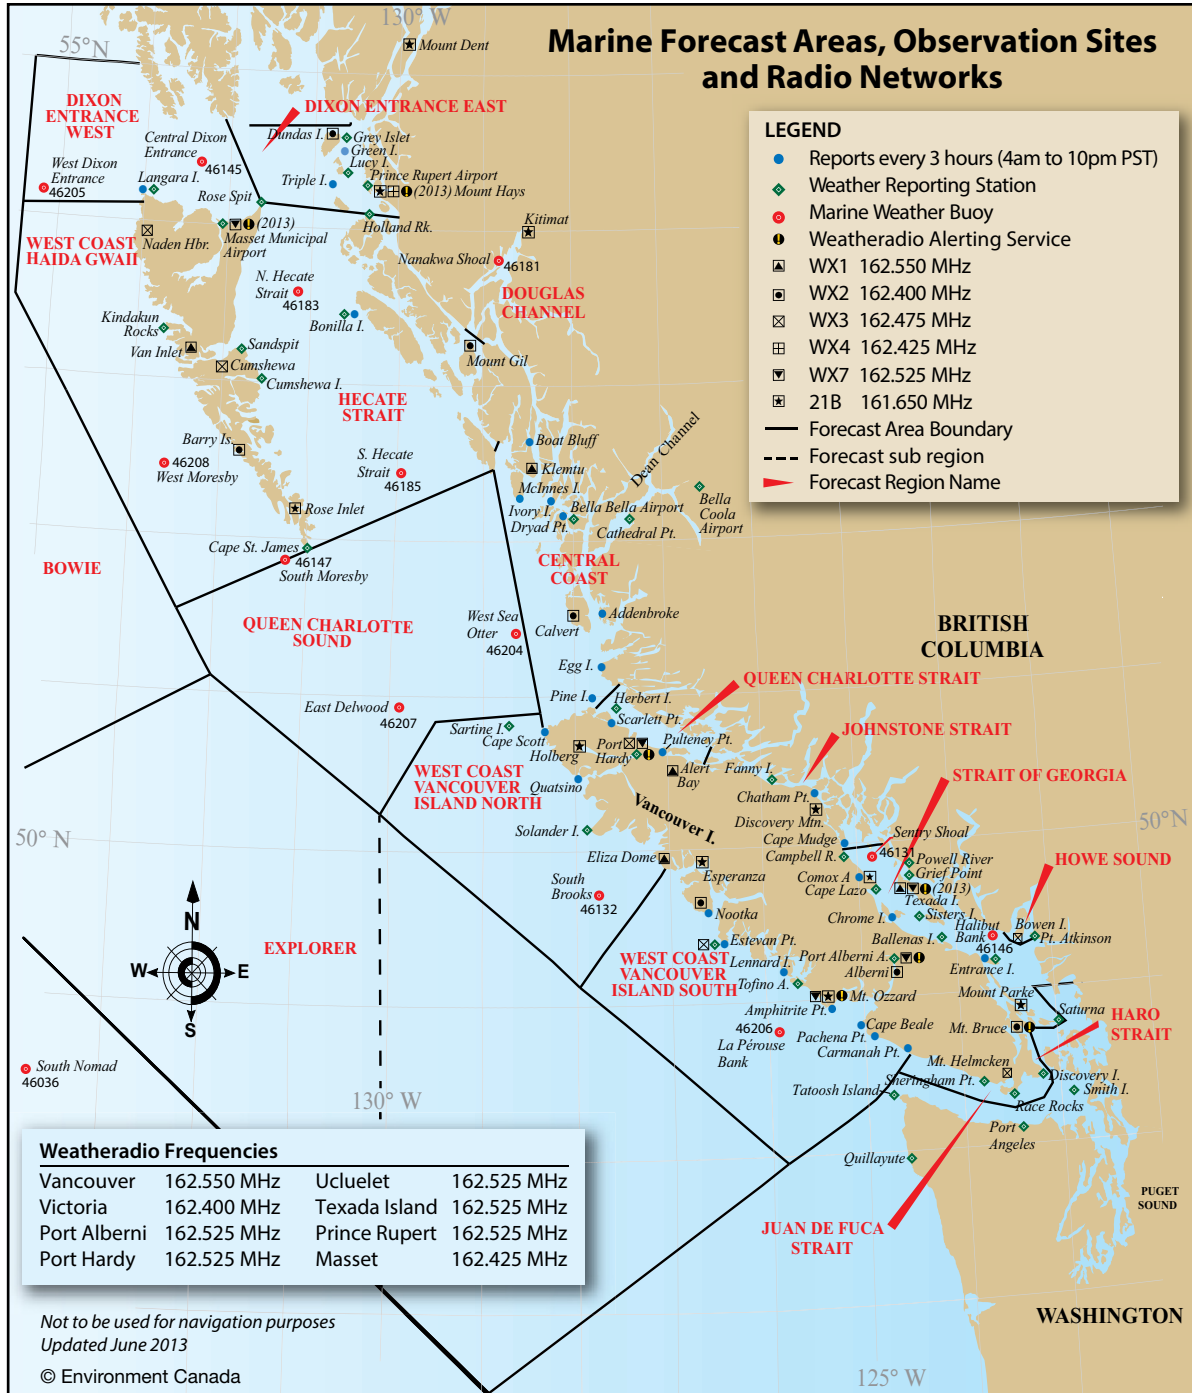 130° W
55°N
Mount Dent
Marine Forecast Areas, Observation Sites
and Radio Networks
LEGEND
Reports every 3 hours (4am to 10pm PST)
Weather Reporting Station
Marine Weather Buoy
Weatheradio Alerting Service
WX1 162.550 MHz
WX2 162.400 MHz
WX3 162.475 MHz
WX4 162.425 MHz
WX7 162.525 MHz
21B 161.650 MHz
Forecast Area Boundary
Forecast sub region
Forecast Region Name
DIXON
ENTRANCE
WEST
DIXON ENTRANCE EAST
Central Dixon
Entrance
46145
West Dixon
Entrance
46205
Langara I.
Dundas I.
Grey Islet
Green I.
Lucy I.
Triple I.
Prince Rupert Airport
(2013) Mount Hays
Rose Spit
Holland Rk.
(2013)
Masset Municipal
Airport
Naden Hbr.
WEST COAST
HAIDA GWAII
Kitimat
Nanakwa Shoal
46181
N. Hecate
Strait
46183
DOUGLAS
CHANNEL
Bonilla I.
Kindakun
Rocks
Van Inlet
Sandspit
Cumshewa
Cumshewa I.
Mount Gil
HECATE
STRAIT
Barry Is.
46208
West Moresby
S. Hecate
Strait
46185
Boat Bluff
Klemtu
McInnes I.
Ivory I.
Dryad Pt.
Bella Bella Airport
Cathedral Pt.
Dean Channel
Bella
Coola
Airport
Rose Inlet
Cape St. James
46147
South Moresby
BOWIE
CENTRAL
COAST
QUEEN CHARLOTTE
SOUND
West Sea
Otter
46204
Calvert
Addenbroke
BRITISH
COLUMBIA
Egg I.
QUEEN CHARLOTTE STRAIT
Pine I.
Herbert I.
Scarlett Pt.
East Delwood
46207
Sartine I.
Cape Scott
Holberg
Port
Hardy
Pulteney Pt.
JOHNSTONE STRAIT
Alert
Bay
Fanny I.
STRAIT OF GEORGIA
WEST COAST
VANCOUVER
ISLAND NORTH
Quatsino
Chatham Pt.
Vancouver I.
Discovery Mtn.
50° N
Solander I.
Cape Mudge
Sentry Shoal
46131
50° N
Campbell R.
Powell River
Eliza Dome
Esperanza
Grief Point
HOWE SOUND
Comox A
Cape Lazo
(2013)
Texada I.
South
Brooks
46132
Nootka
Chrome I.
Sisters I.
Halibut
Bank
46146
Bowen I.
Pt. Atkinson
Estevan Pt.
Ballenas I.
EXPLORER
WEST COAST
VANCOUVER
ISLAND SOUTH
Lennard I.
Port Alberni A.
Alberni
Entrance I.
Tofino A.
Mt. Ozzard
Mount Parke
Saturna
Amphitrite Pt.
N
W
E
S
46206
La Pérouse
Bank
Cape Beale
Pachena Pt.
Carmanah Pt.
Mt. Bruce
HARO
STRAIT
Mt. Helmcken
South Nomad
46036
Sheringham Pt.
Discovery I.
Smith I.
Tatoosh Island
Race Rocks
130° W
Port
Angeles
Quillayute
PUGET
SOUND
JUAN DE FUCA
STRAIT
WASHINGTON
Weatheradio Frequencies
Vancouver 162.550 MHz Ucluelet 162.525 MHz
Victoria 162.400 MHz Texada Island 162.525 MHz
Port Alberni 162.525 MHz Prince Rupert 162.525 MHz
Port Hardy 162.525 MHz Masset 162.425 MHz
Not to be used for navigation purposes
Updated June 2013
© Environment Canada
125° W